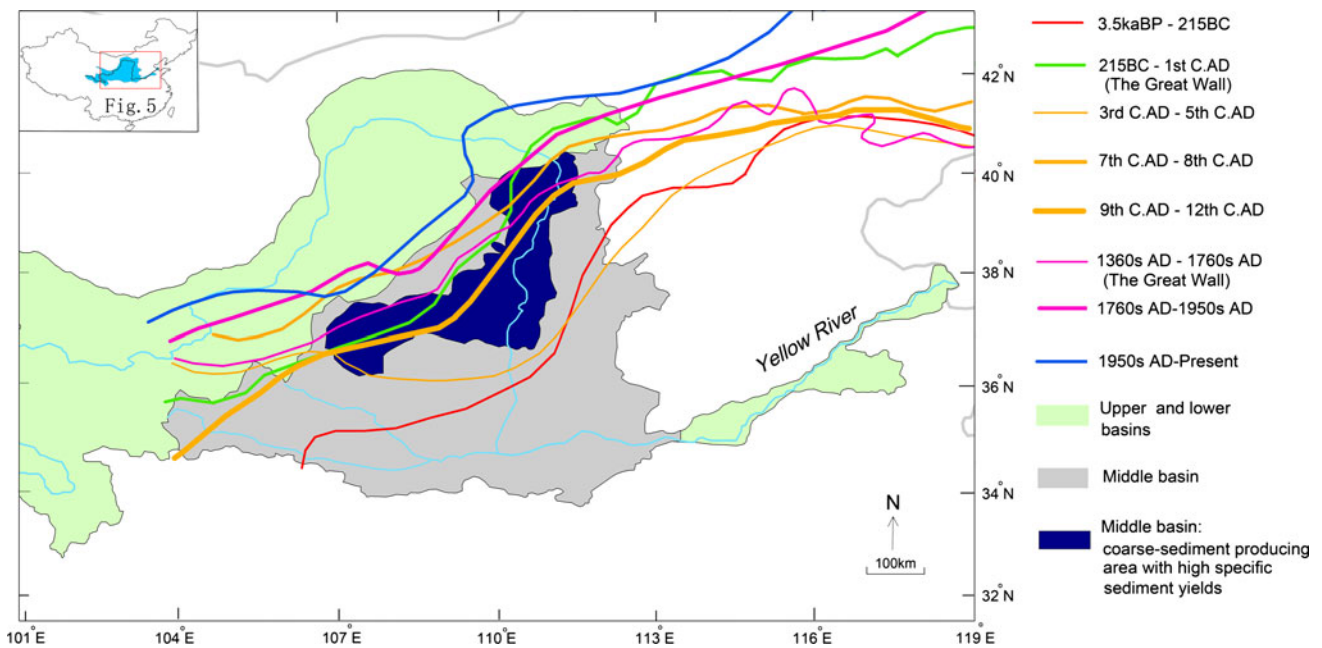 Fig.5
3.5kaBP - 215BC
215BC - 1st C.AD
(The Great Wall)
3rd C.AD - 5th C.AD
7th C.AD - 8th C.AD
9th C.AD - 12th C.AD
1360s AD - 1760s AD
(The Great Wall)
1760s AD-1950s AD
1950s AD-Present
Upper and lower
basins
Middle basin
Middle basin:
coarse-sediment producing
area with high specific
sediment yields
Yellow River
N
100km
42°N
40°N
38°N
36°N
34°N
32°N
101°E
104°E
107°E
110°E
113°E
116°E
119°E